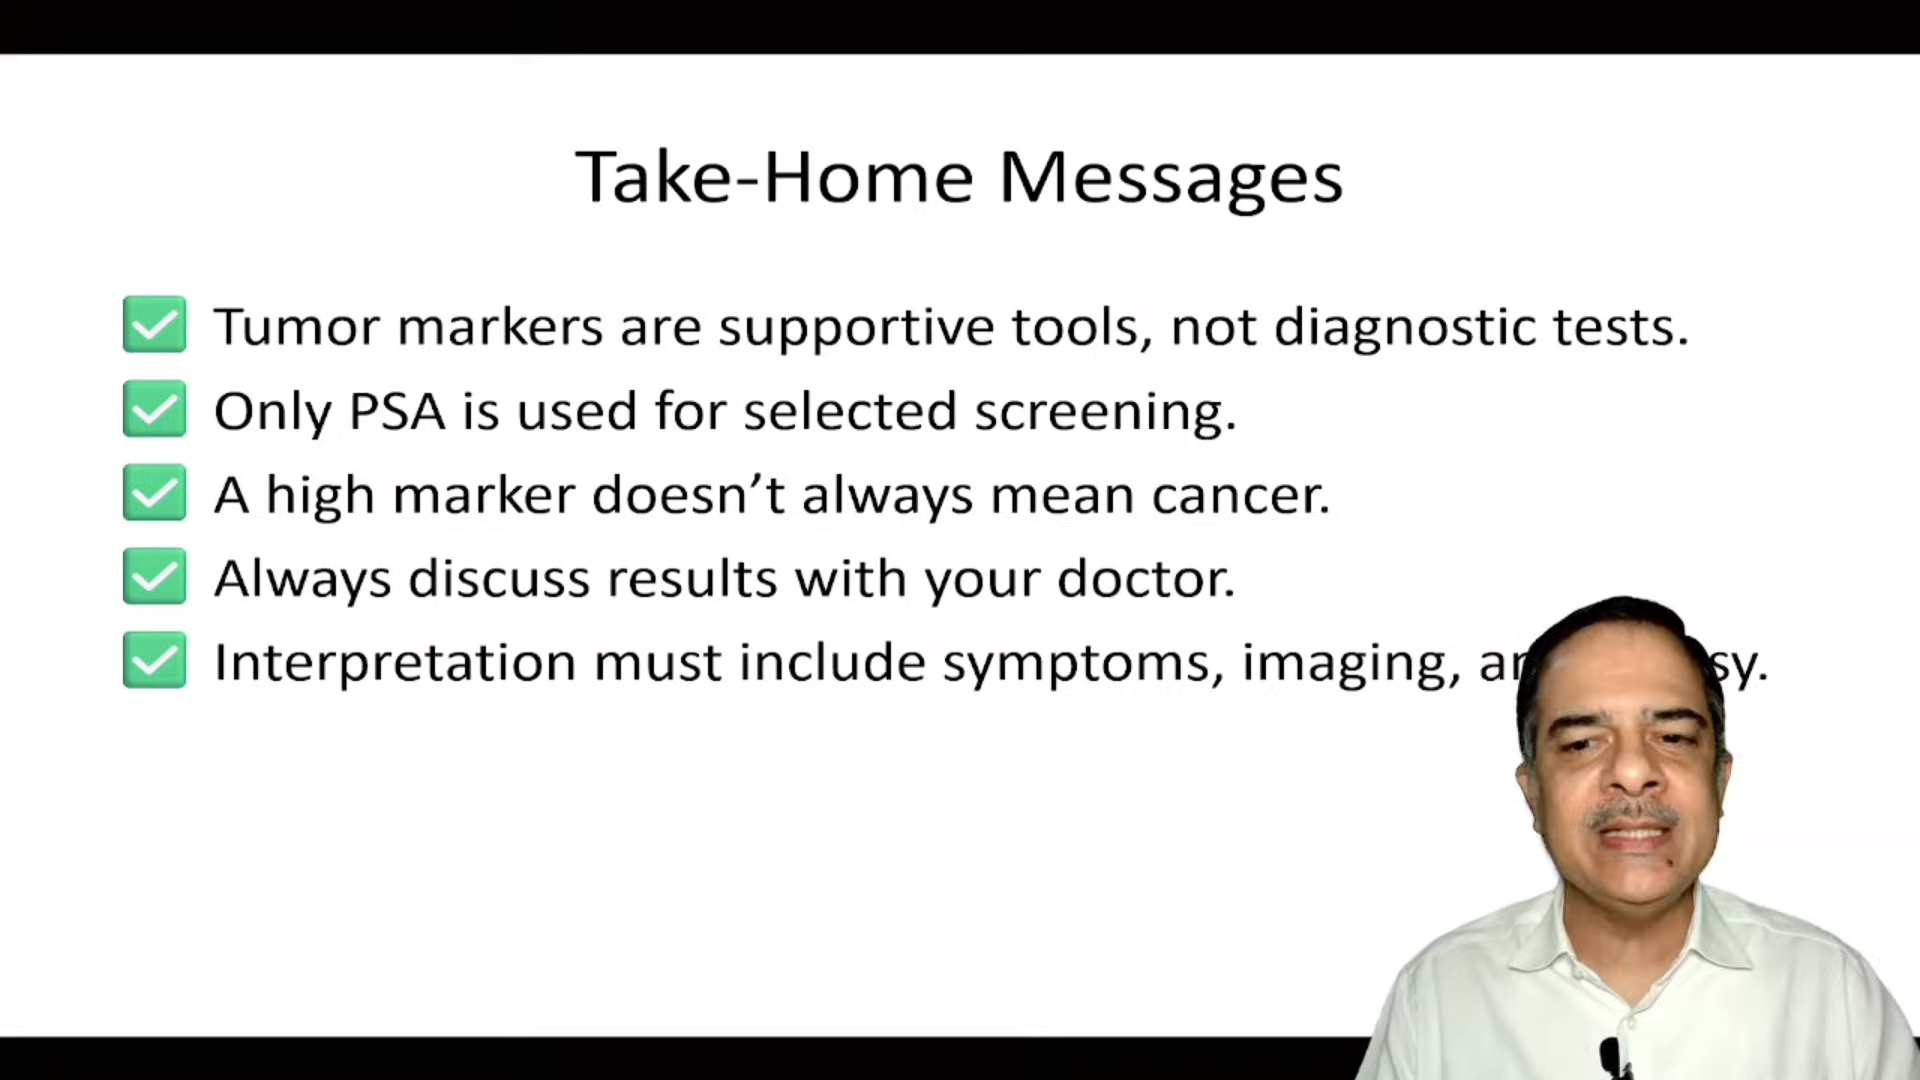 Take-Home Messages
Tumor markers are supportive tools, not diagnostic tests.
Only PSA is used for selected screening.
A high marker doesn’t always mean cancer.
Always discuss results with your doctor.
Interpretation must include symptoms, imaging,